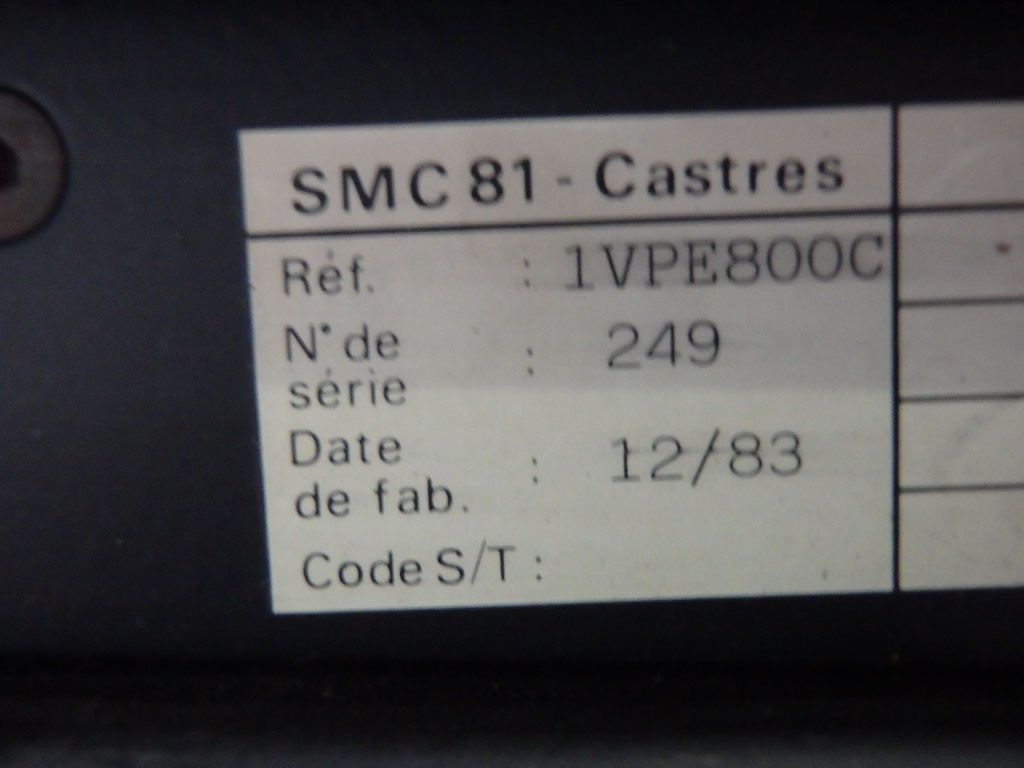 SMC 81 - Castres
Réf. : 1VPE800C
N° de
série : 249
Date
de fab. : 12/83
Code S/T :